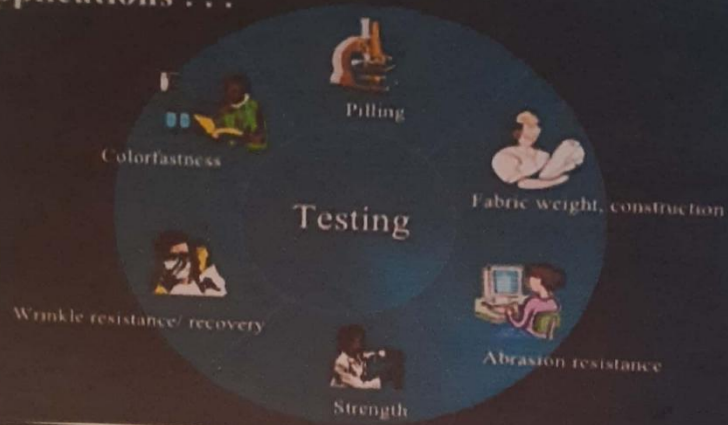 Pilling
Colorfastness
Fabric weight, construction
Testing
Wrinkle resistance/ recovery
Abrasion resistance
Strength